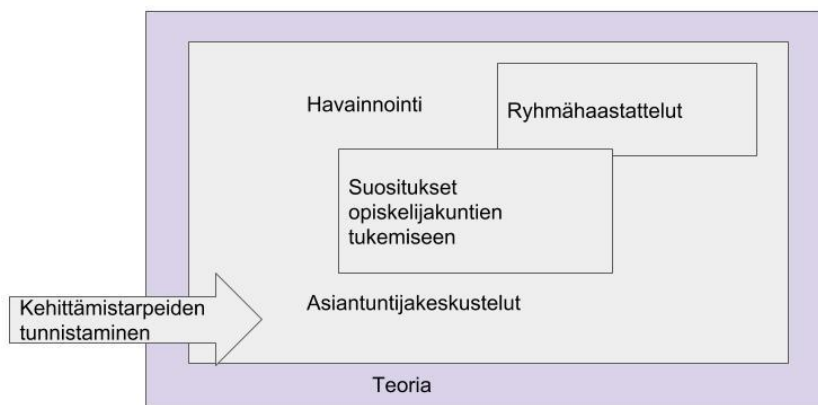 Havainnointi
Ryhmähaastattelut
Suositukset
opiskelijakuntien
tukemiseen
Kehittämistarpeiden
tunnistaminen
Asiantuntijakeskustelut
Teoria